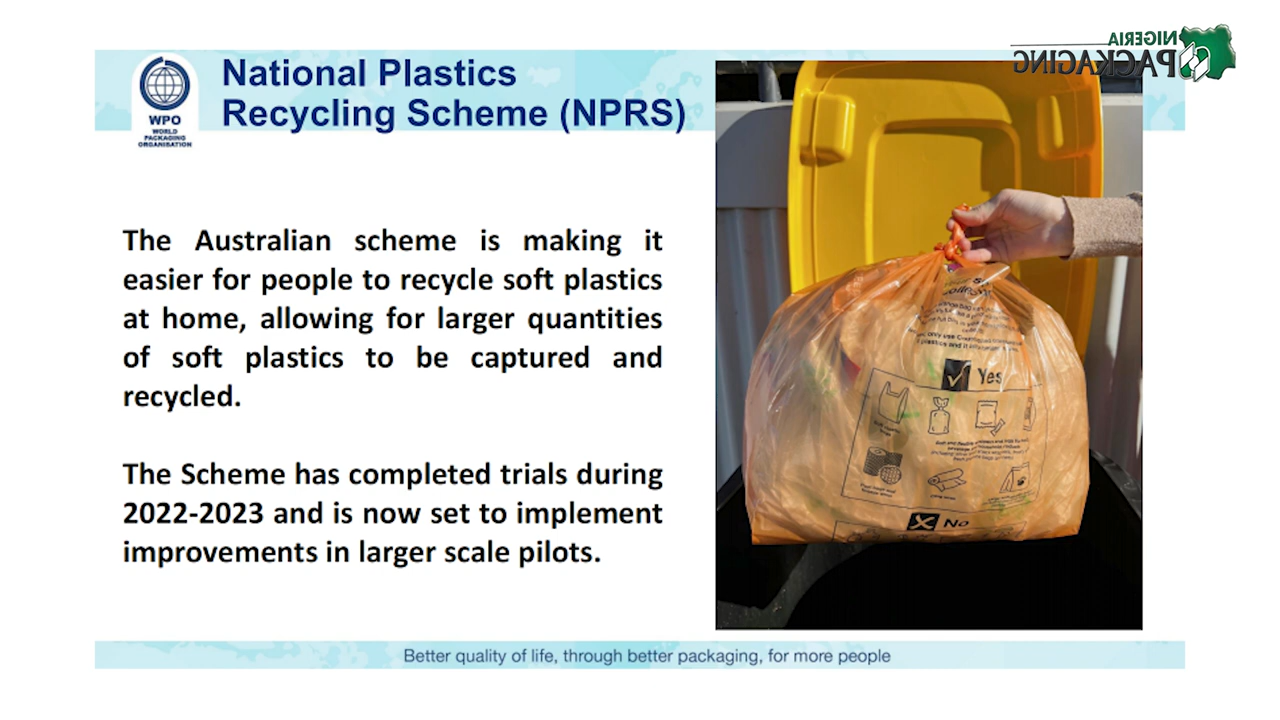 NIGERIA
PACKAGING
National Plastics
Recycling Scheme (NPRS)
WPO
WORLD
PACKAGING
ORGANISATION
The Australian scheme is making it
easier for people to recycle soft plastics
at home, allowing for larger quantities
of soft plastics to be captured and
recycled.
The Scheme has completed trials during
2022-2023 and is now set to implement
improvements in larger scale pilots.
Yes
No
Better quality of life, through better packaging, for more people